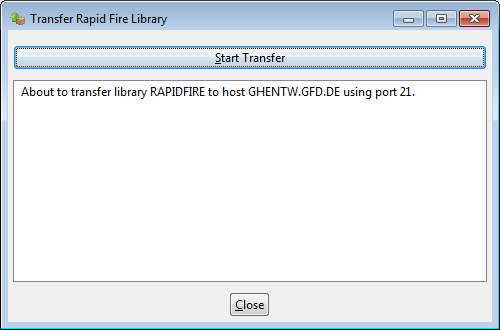 Transfer Rapid Fire Library
Start Transfer
About to transfer library RAPIDFIRE to host GHENTW.GFD.DE using port 21.
Close